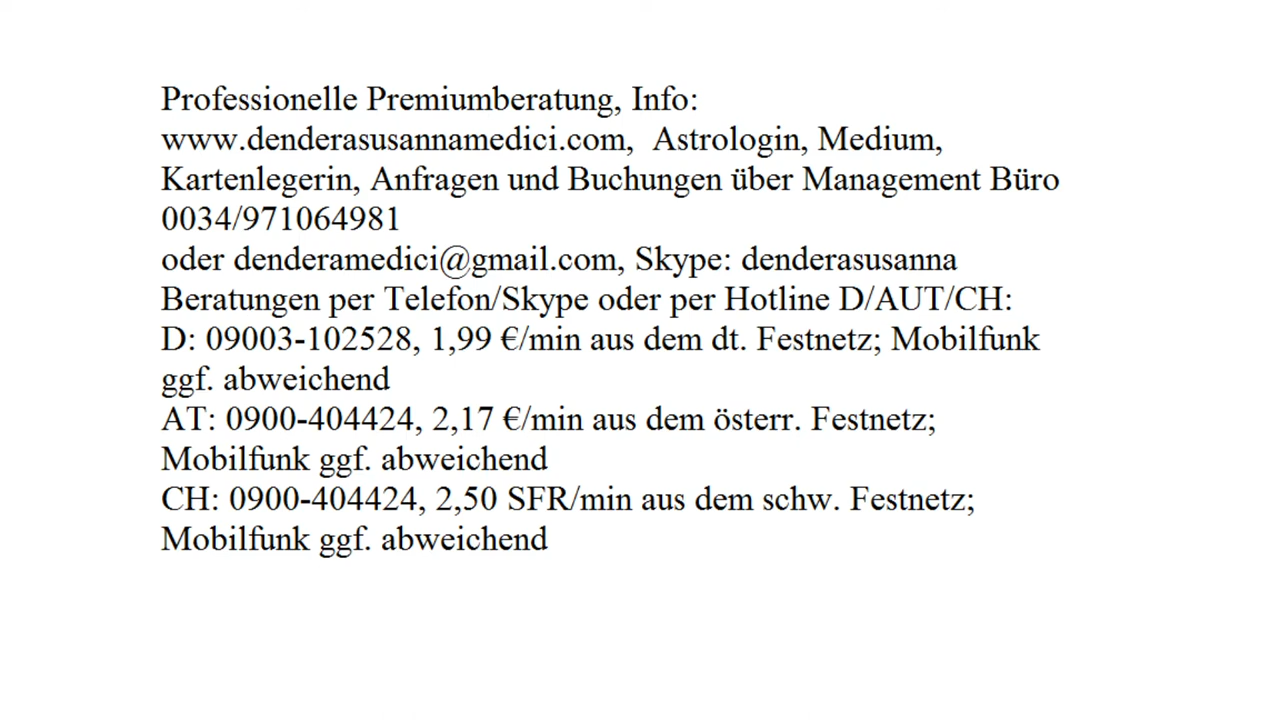 Professionelle Premiumberatung, Info:
www.denderasusannamedici.com,  Astrologin, Medium,
Kartenlegerin, Anfragen und Buchungen über Management Büro
0034/971064981
oder denderamedici@gmail.com, Skype: denderasusanna
Beratungen per Telefon/Skype oder per Hotline D/AUT/CH:
D: 09003-102528, 1,99 €/min aus dem dt. Festnetz; Mobilfunk
ggf. abweichend
AT: 0900-404424, 2,17 €/min aus dem österr. Festnetz;
Mobilfunk ggf. abweichend
CH: 0900-404424, 2,50 SFR/min aus dem schw. Festnetz;
Mobilfunk ggf. abweichend